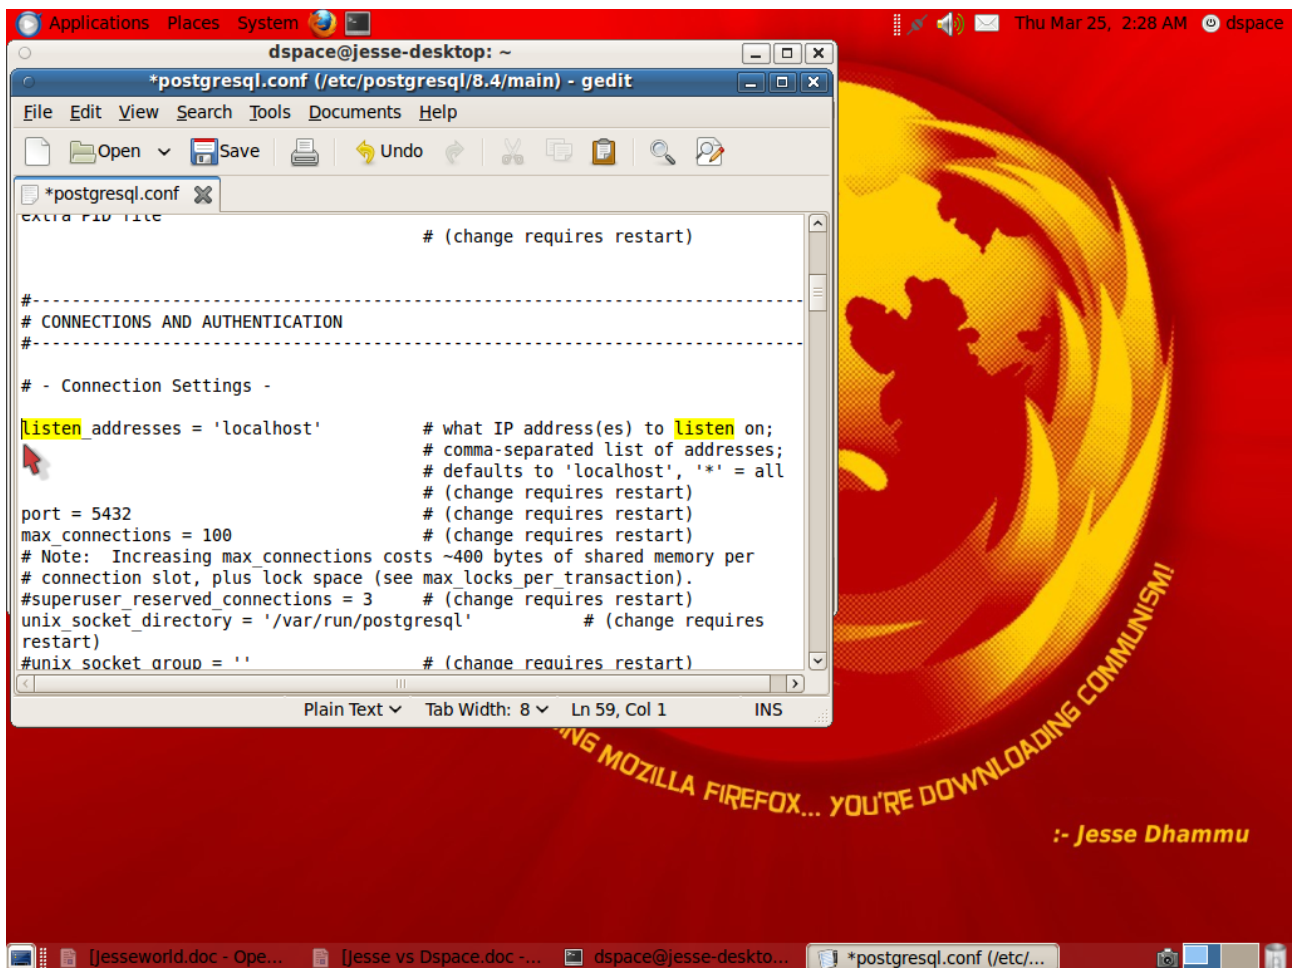 Applications Places System
Thu Mar 25, 2:28 AM dspace
dspace@jesse-desktop: ~
*postgresql.conf (/etc/postgresql/8.4/main) - gedit
File Edit View Search Tools Documents Help
Open Save Undo
*postgresql.conf
extra PID file
# (change requires restart)
#------------------------------------------------------------------------------
# CONNECTIONS AND AUTHENTICATION
#------------------------------------------------------------------------------
# - Connection Settings -
listen_addresses = 'localhost' # what IP address(es) to listen on;
# comma-separated list of addresses;
# defaults to 'localhost', '*' = all
# (change requires restart)
port = 5432 # (change requires restart)
max_connections = 100 # (change requires restart)
# Note:  Increasing max_connections costs ~400 bytes of shared memory per
# connection slot, plus lock space (see max_locks_per_transaction).
#superuser_reserved_connections = 3 # (change requires restart)
unix_socket_directory = '/var/run/postgresql' # (change requires
restart)
#unix_socket_group = '' # (change requires restart)
Plain Text Tab Width: 8 Ln 59, Col 1 INS
MOZILLA FIREFOX... YOU'RE DOWNLOADING COMMUNISM!
:- Jesse Dhammu
[Jesseworld.doc - Ope... [Jesse vs Dspace.doc -... dspace@jesse-deskto... *postgresql.conf (/etc/...